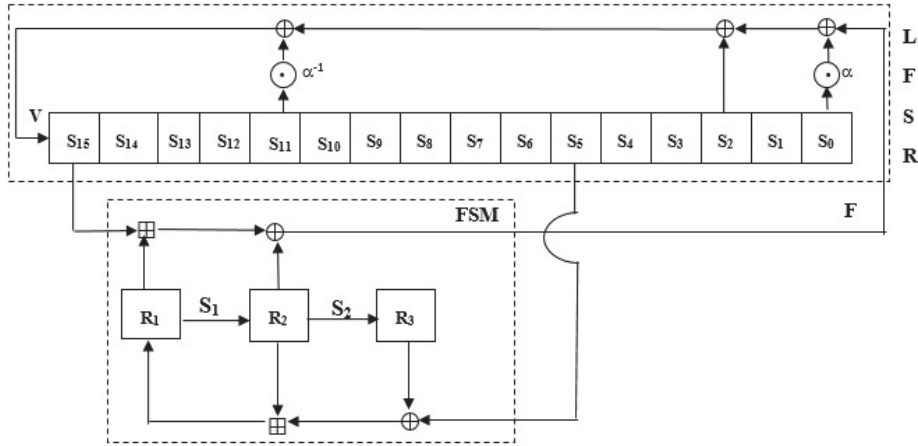 L
F
S
R
α⁻¹
α
V
S₁₅ S₁₄ S₁₃ S₁₂ S₁₁ S₁₀ S₉ S₈ S₇ S₆ S₅ S₄ S₃ S₂ S₁ S₀
FSM
F
R₁ S₁ R₂ S₂ R₃